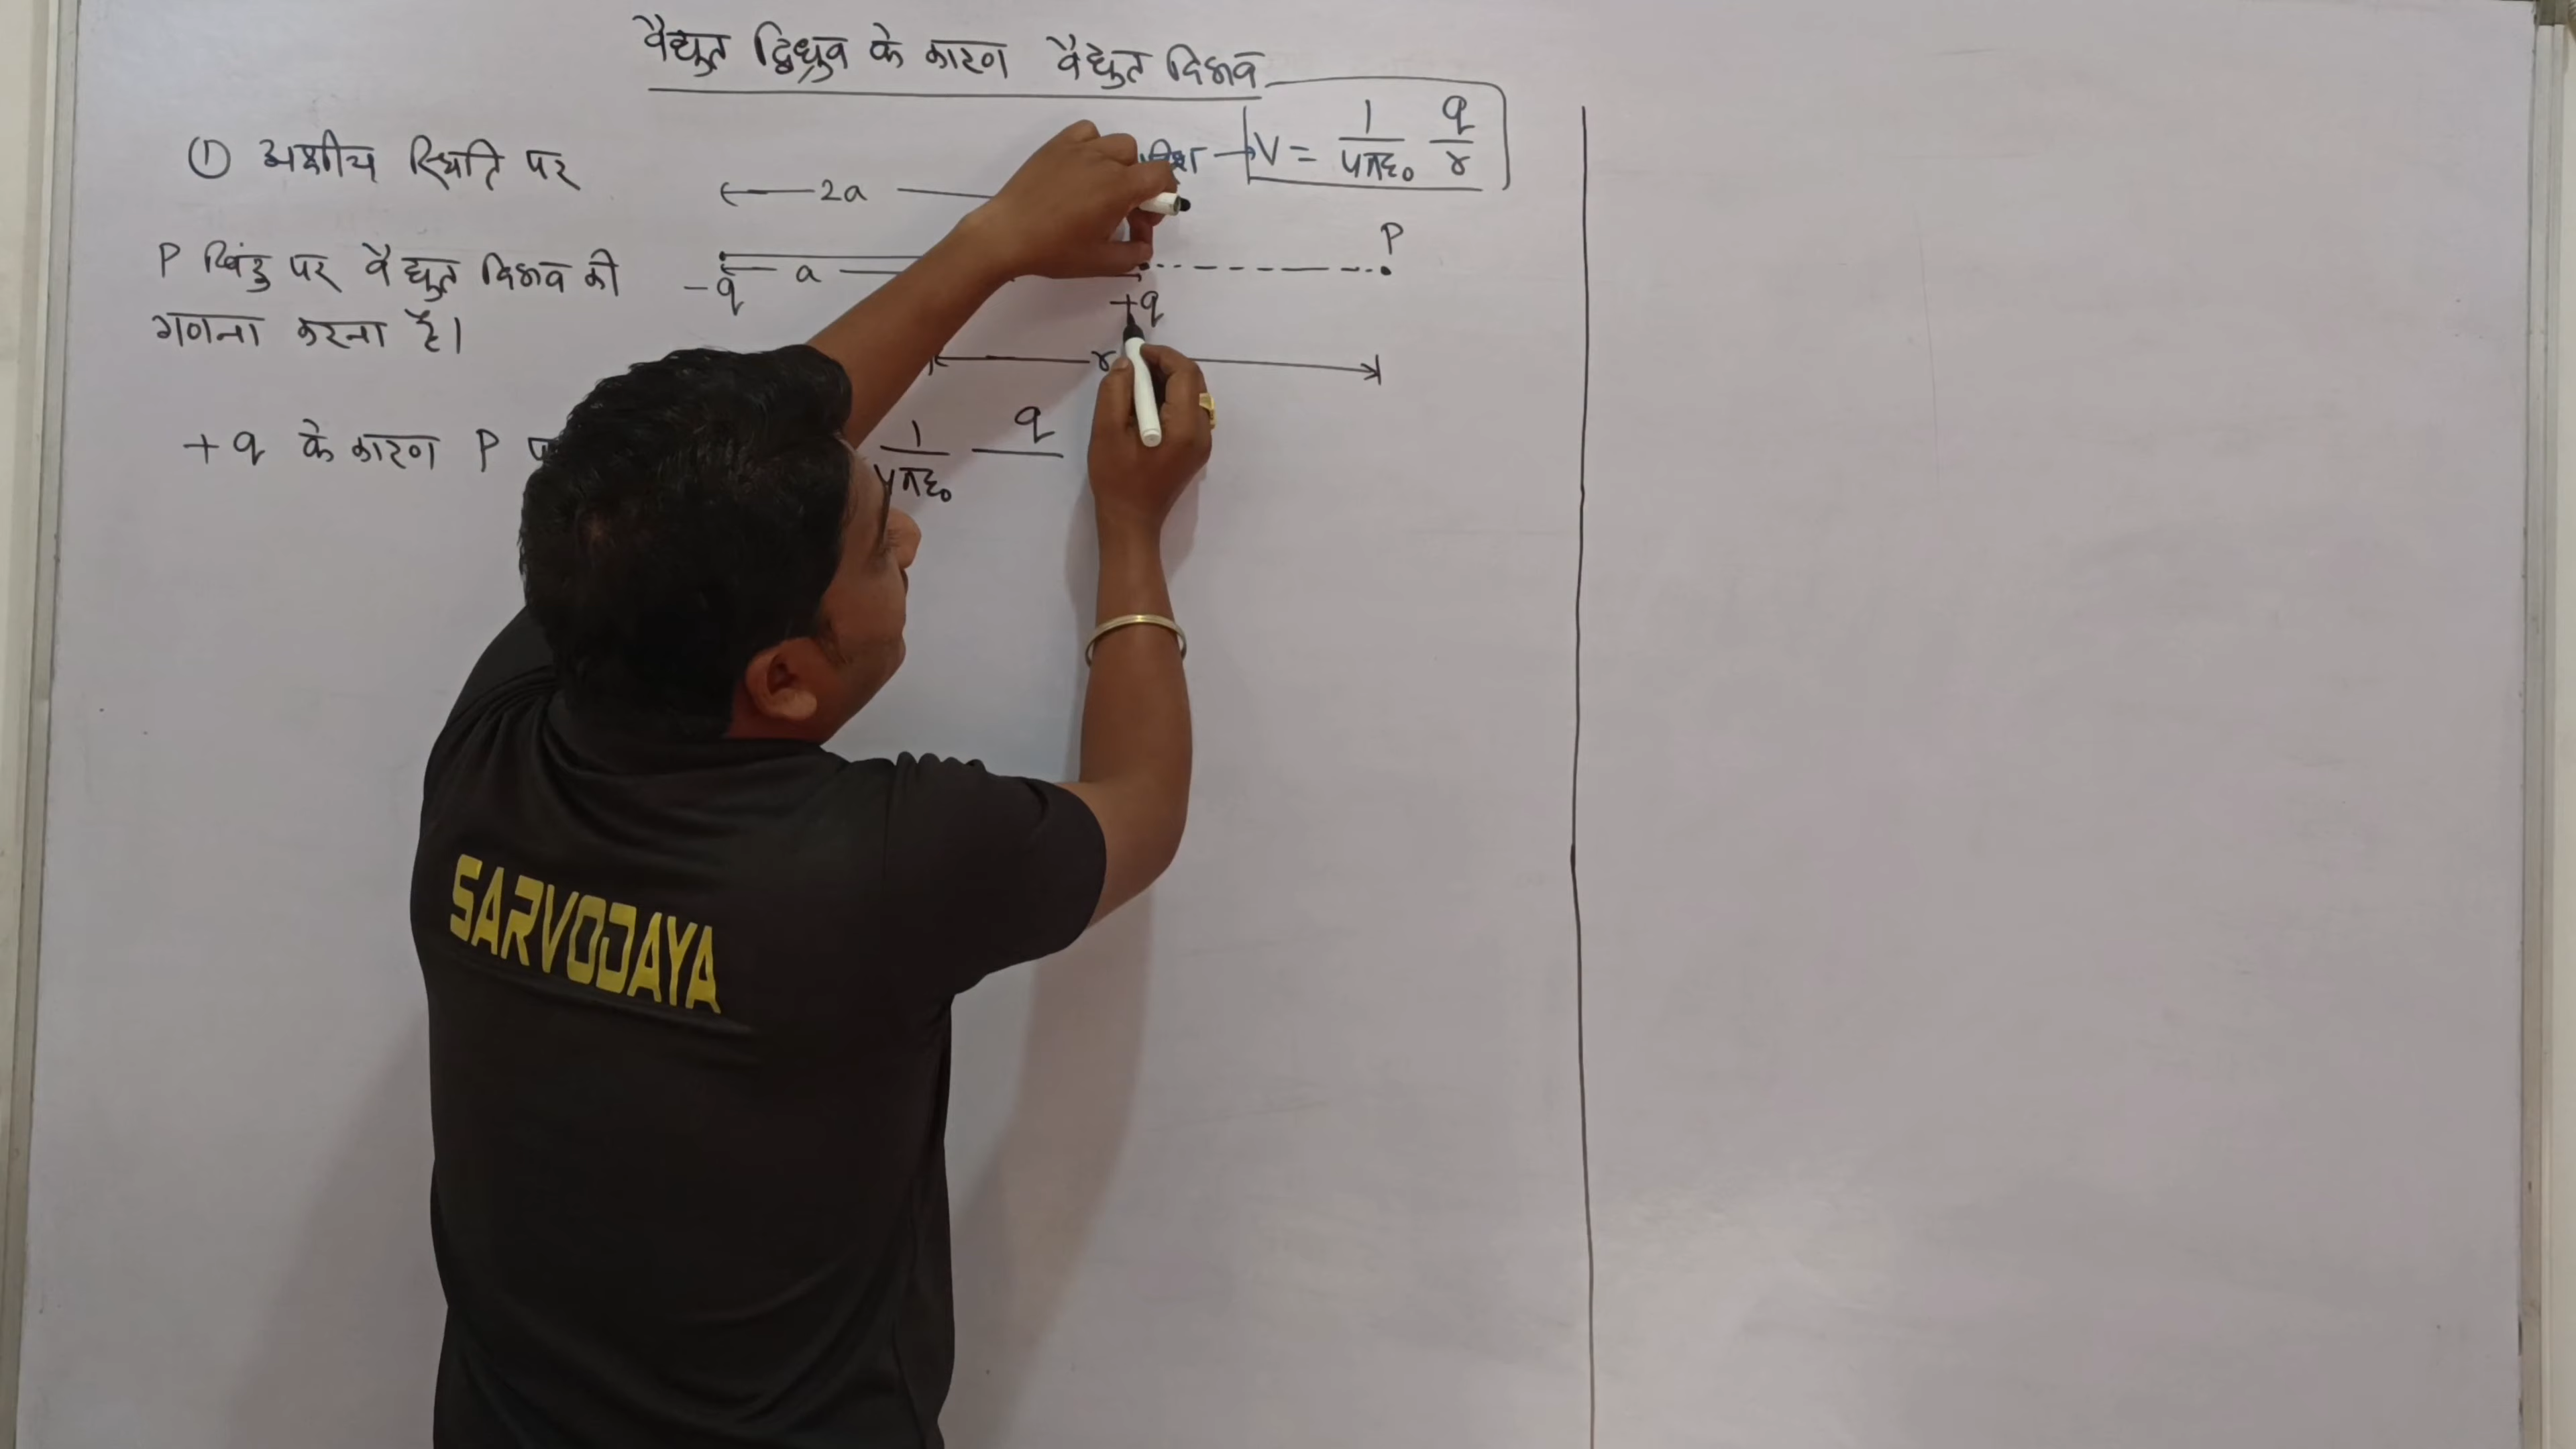 वैद्युत द्विध्रुव के कारण वैद्युत विभव
① अक्षीय स्थिति पर
V = 1/4πε₀ q/r
2a
P
P बिंदु पर वैद्युत विभव की
गणना करना है।
-q
a
+q
r
+q के कारण P
1/4πε₀ q
SARVODAYA